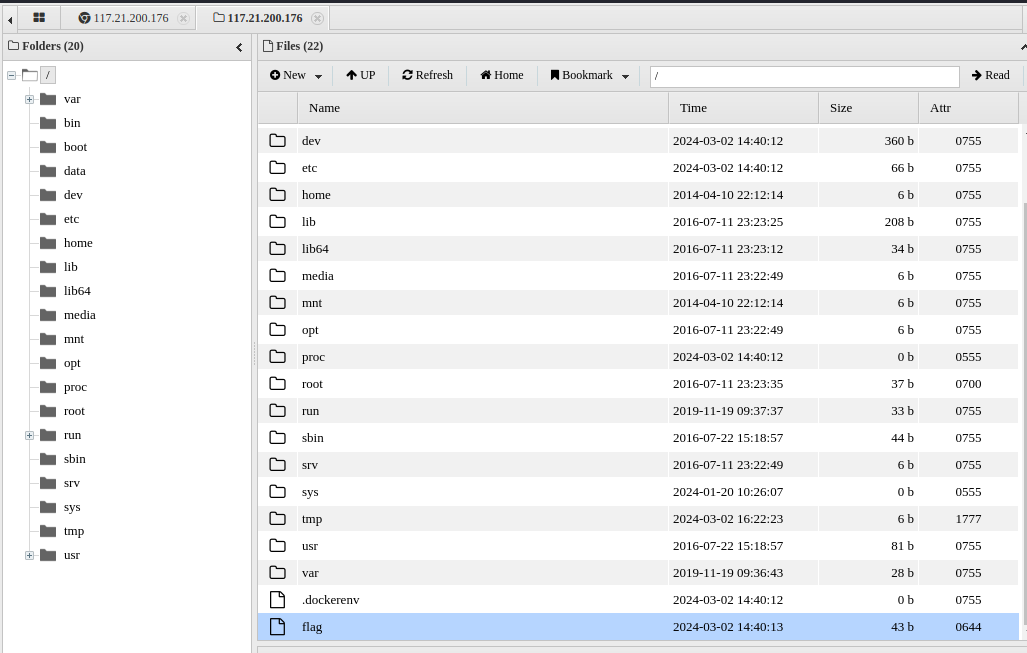 117.21.200.176 117.21.200.176
Folders (20)
/
var
bin
boot
data
dev
etc
home
lib
lib64
media
mnt
opt
proc
root
run
sbin
srv
sys
tmp
usr
Files (22)
New UP Refresh Home Bookmark / Read
Name Time Size Attr
dev 2024-03-02 14:40:12 360 b 0755
etc 2024-03-02 14:40:12 66 b 0755
home 2014-04-10 22:12:14 6 b 0755
lib 2016-07-11 23:23:25 208 b 0755
lib64 2016-07-11 23:23:12 34 b 0755
media 2016-07-11 23:22:49 6 b 0755
mnt 2014-04-10 22:12:14 6 b 0755
opt 2016-07-11 23:22:49 6 b 0755
proc 2024-03-02 14:40:12 0 b 0555
root 2016-07-11 23:23:35 37 b 0700
run 2019-11-19 09:37:37 33 b 0755
sbin 2016-07-22 15:18:57 44 b 0755
srv 2016-07-11 23:22:49 6 b 0755
sys 2024-01-20 10:26:07 0 b 0555
tmp 2024-03-02 16:22:23 6 b 1777
usr 2016-07-22 15:18:57 81 b 0755
var 2019-11-19 09:36:43 28 b 0755
.dockerenv 2024-03-02 14:40:12 0 b 0755
flag 2024-03-02 14:40:13 43 b 0644